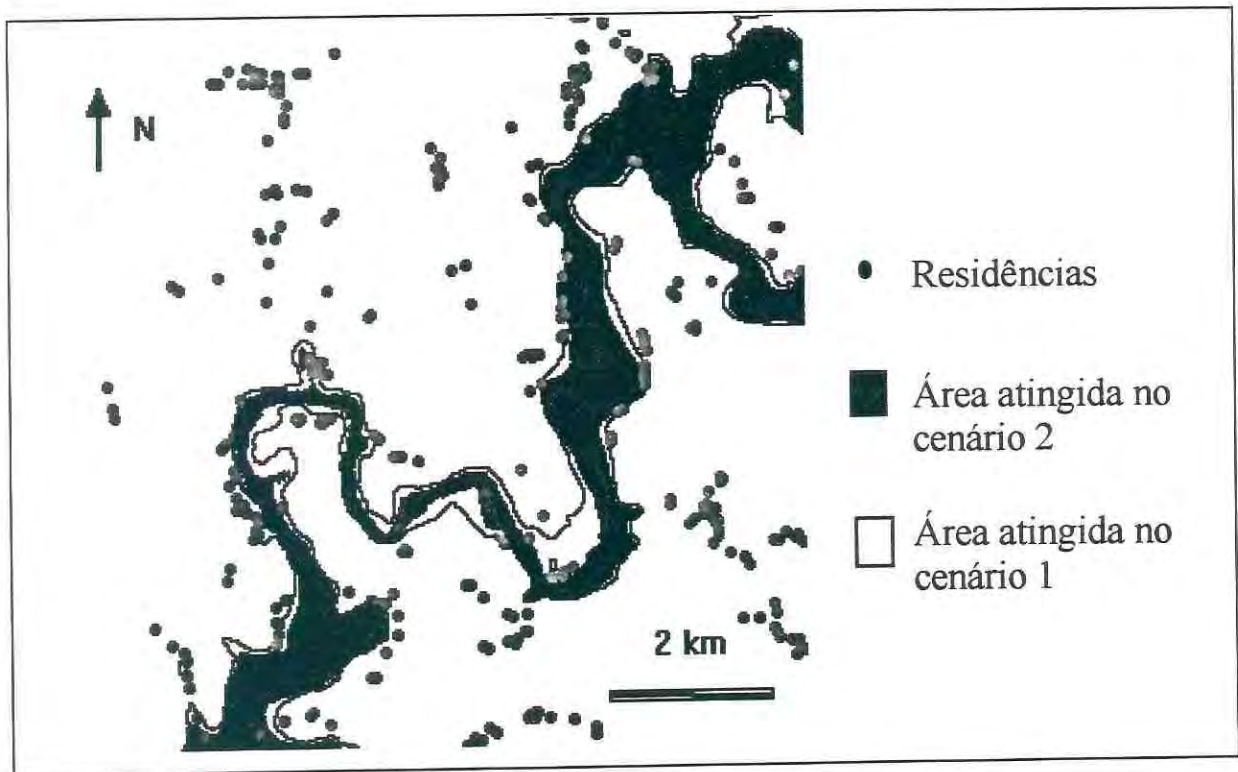 N
Residências
Área atingida no
cenário 2
Área atingida no
cenário 1
2 km